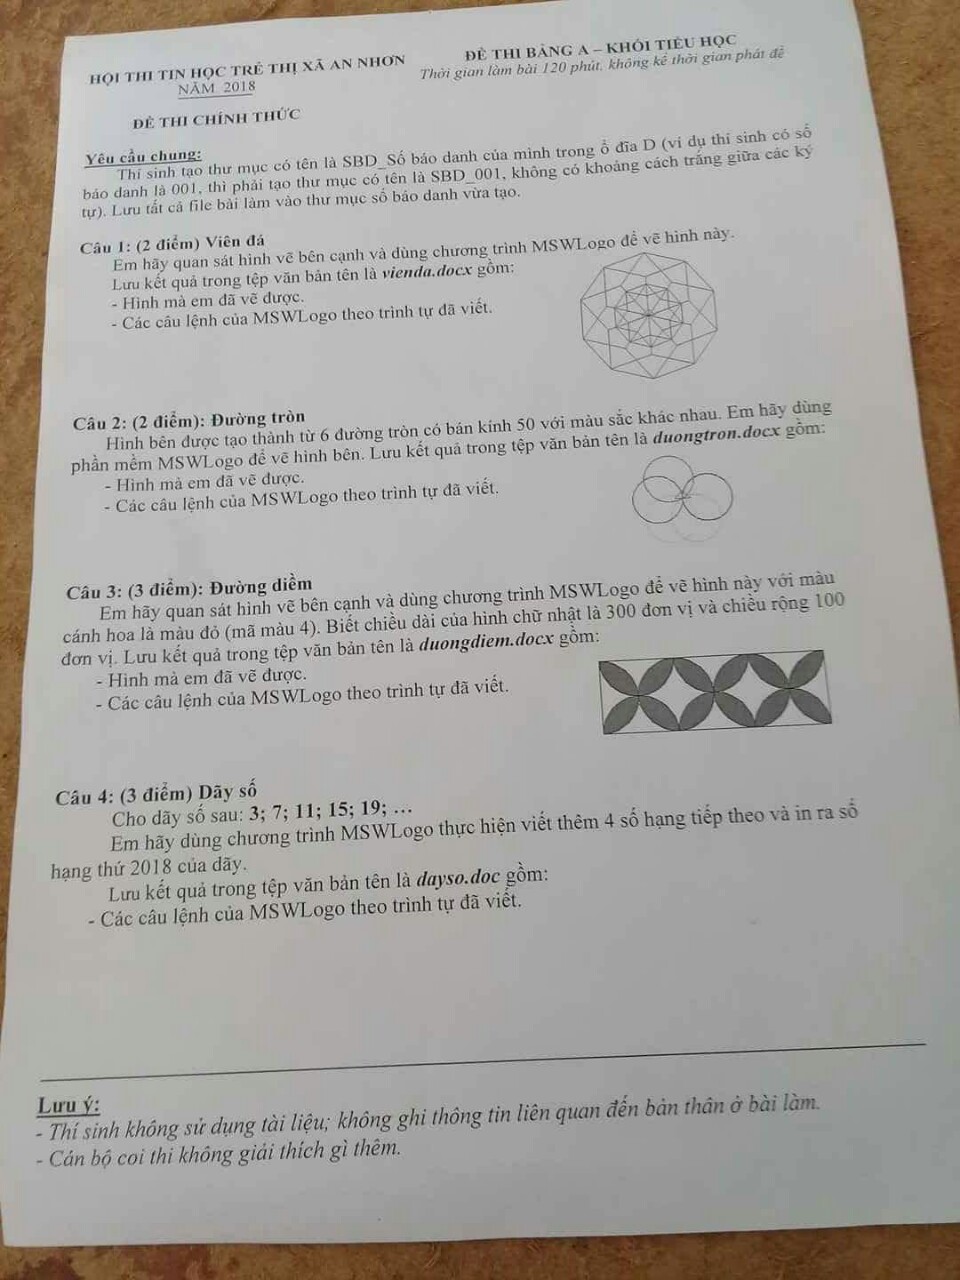 HỘI THI TIN HỌC TRẺ THỊ XÃ AN NHƠN
NĂM 2018
ĐỀ THI CHÍNH THỨC
ĐỀ THI BẢNG A – KHỐI TIỂU HỌC
Thời gian làm bài 120 phút, không kể thời gian phát đề
Yêu cầu chung:
Thí sinh tạo thư mục có tên là SBD_Số báo danh của mình trong ổ đĩa D (ví dụ thí sinh có số
báo danh là 001, thì phải tạo thư mục có tên là SBD_001, không có khoảng cách trắng giữa các ký
tự). Lưu tất cả file bài làm vào thư mục số báo danh vừa tạo.
Câu 1: (2 điểm) Viên đá
Em hãy quan sát hình vẽ bên cạnh và dùng chương trình MSWLogo để vẽ hình này.
Lưu kết quả trong tệp văn bản tên là vienda.docx gồm:
- Hình mà em đã vẽ được.
- Các câu lệnh của MSWLogo theo trình tự đã viết.
Câu 2: (2 điểm): Đường tròn
Hình bên được tạo thành từ 6 đường tròn có bán kính 50 với màu sắc khác nhau. Em hãy dùng
phần mềm MSWLogo để vẽ hình bên. Lưu kết quả trong tệp văn bản tên là duongtron.docx gồm:
- Hình mà em đã vẽ được.
- Các câu lệnh của MSWLogo theo trình tự đã viết.
Câu 3: (3 điểm): Đường diềm
Em hãy quan sát hình vẽ bên cạnh và dùng chương trình MSWLogo để vẽ hình này với màu
cánh hoa là màu đỏ (mã màu 4). Biết chiều dài của hình chữ nhật là 300 đơn vị và chiều rộng 100
đơn vị. Lưu kết quả trong tệp văn bản tên là duongdiem.docx gồm:
- Hình mà em đã vẽ được.
- Các câu lệnh của MSWLogo theo trình tự đã viết.
Câu 4: (3 điểm) Dãy số
Cho dãy số sau: 3; 7; 11; 15; 19; ...
Em hãy dùng chương trình MSWLogo thực hiện viết thêm 4 số hạng tiếp theo và in ra số
hạng thứ 2018 của dãy.
Lưu kết quả trong tệp văn bản tên là dayso.doc gồm:
- Các câu lệnh của MSWLogo theo trình tự đã viết.
Lưu ý:
- Thí sinh không sử dụng tài liệu; không ghi thông tin liên quan đến bản thân ở bài làm.
- Cán bộ coi thi không giải thích gì thêm.